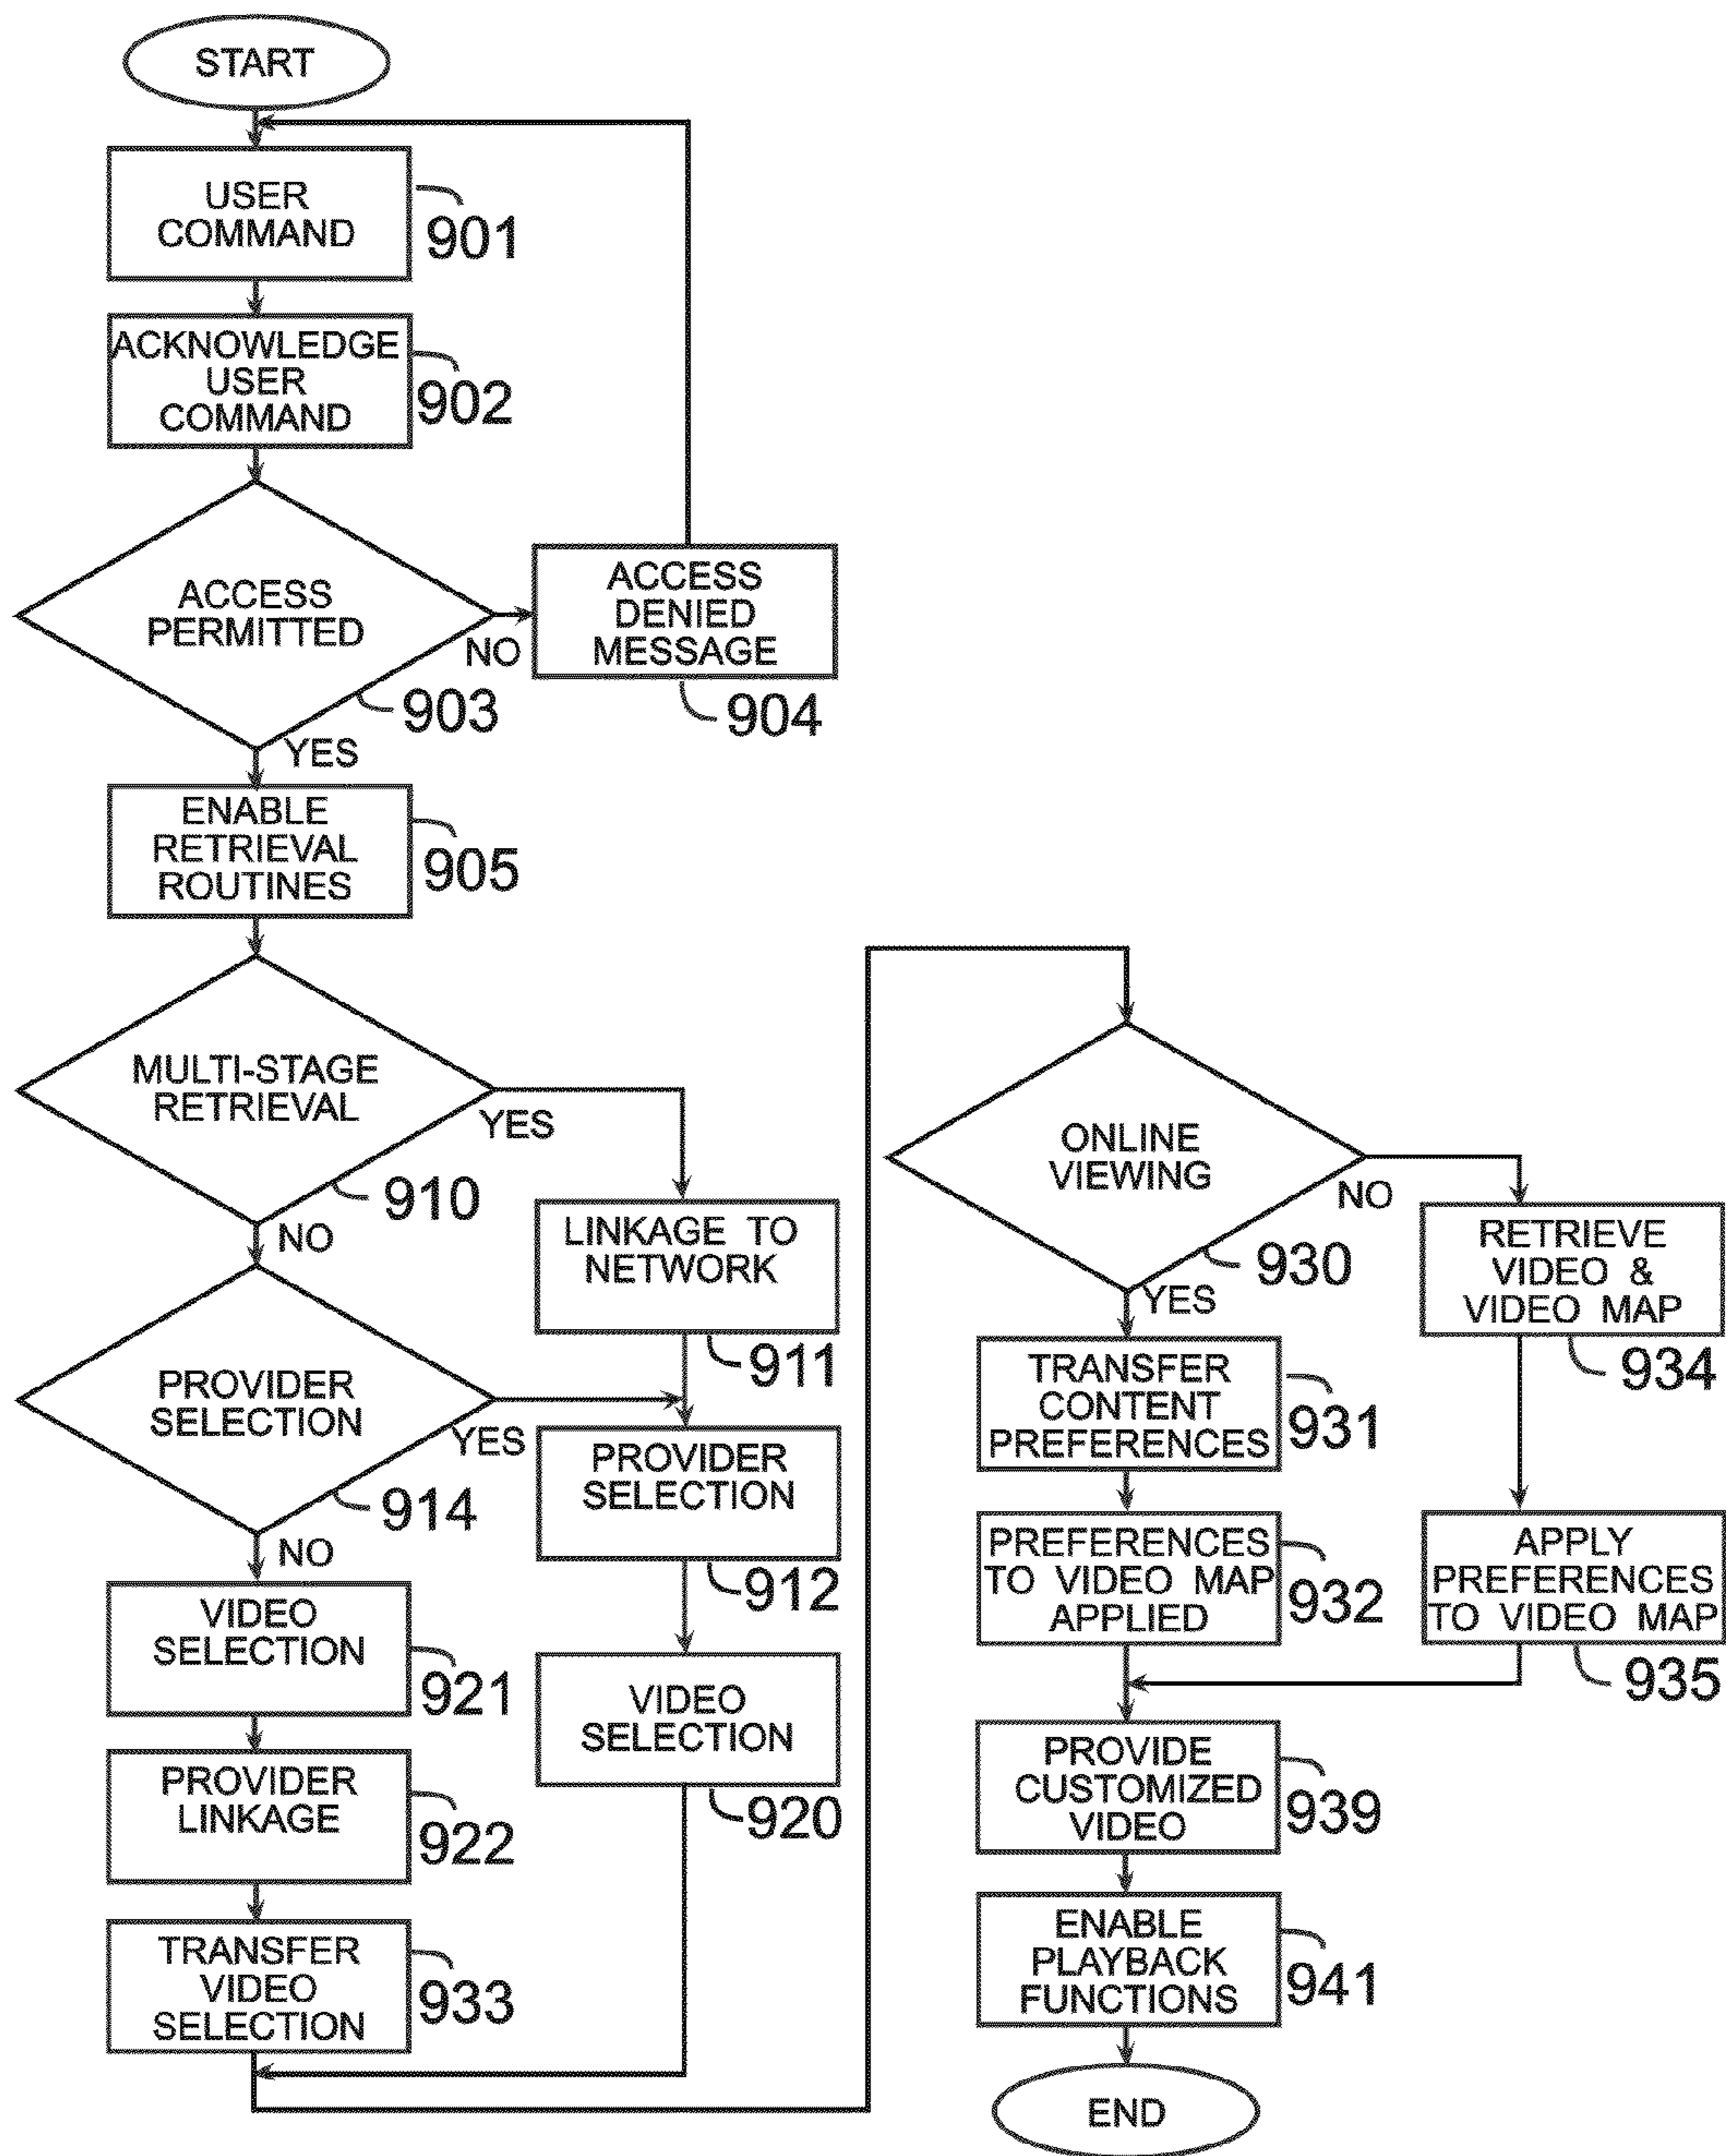 START
USER
COMMAND
901
ACKNOWLEDGE
USER
COMMAND
902
ACCESS
PERMITTED
NO
903
YES
ACCESS
DENIED
MESSAGE
904
ENABLE
RETRIEVAL
ROUTINES
905
MULTI-STAGE
RETRIEVAL
YES
910
NO
LINKAGE TO
NETWORK
911
PROVIDER
SELECTION
YES
914
NO
PROVIDER
SELECTION
912
VIDEO
SELECTION
921
VIDEO
SELECTION
920
PROVIDER
LINKAGE
922
TRANSFER
VIDEO
SELECTION
933
ONLINE
VIEWING
NO
930
YES
RETRIEVE
VIDEO &
VIDEO MAP
934
TRANSFER
CONTENT
PREFERENCES
931
PREFERENCES
TO VIDEO MAP
APPLIED
932
APPLY
PREFERENCES
TO VIDEO MAP
935
PROVIDE
CUSTOMIZED
VIDEO
939
ENABLE
PLAYBACK
FUNCTIONS
941
END